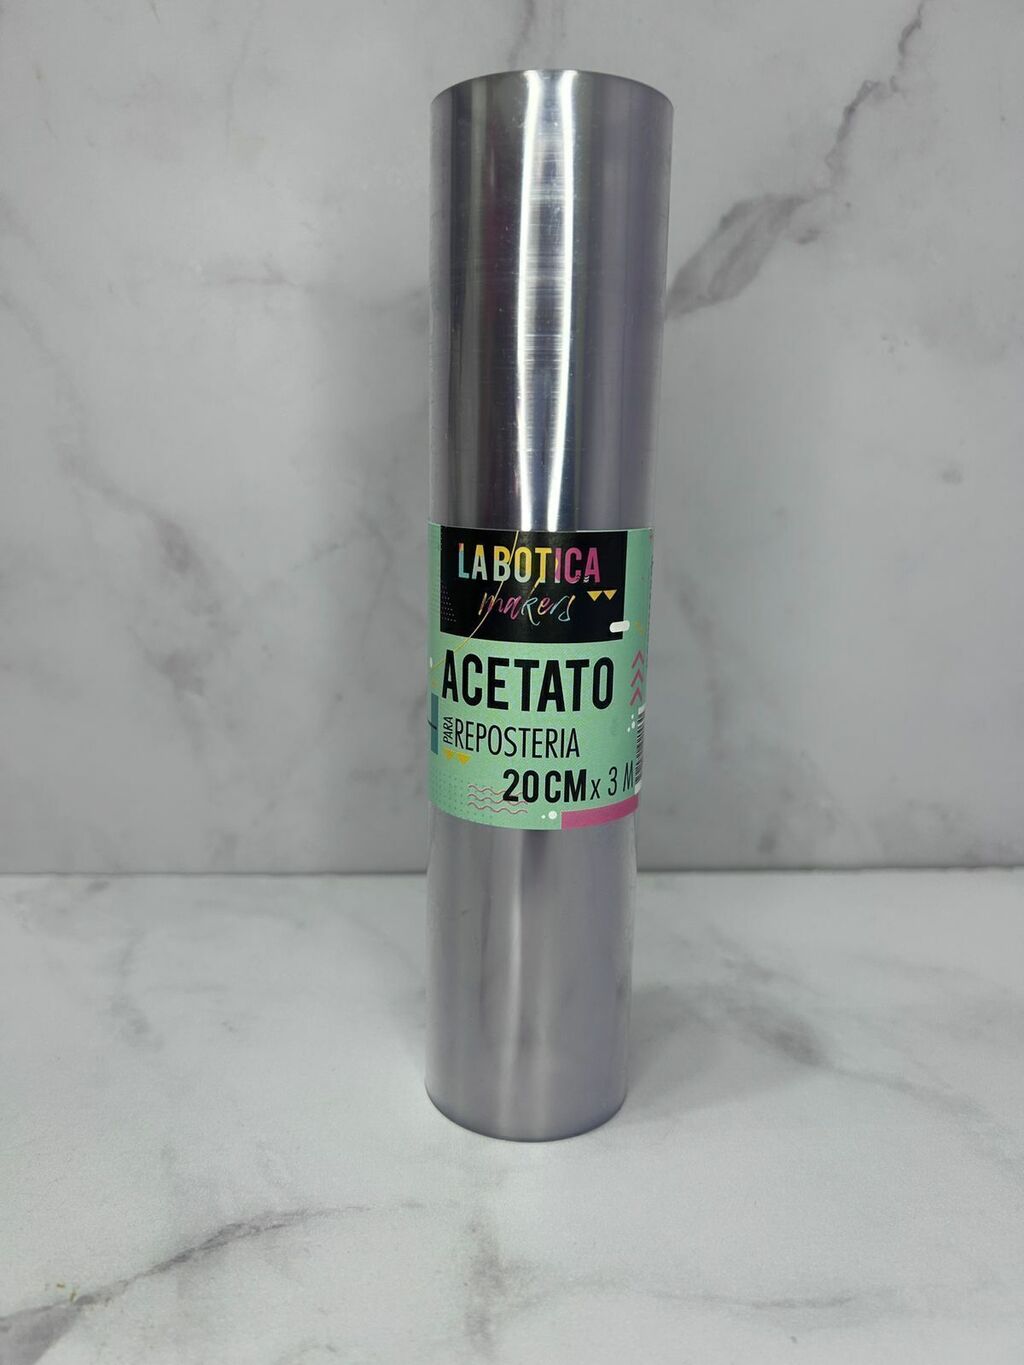 LA BOTICA
makers
ACETATO
PARA
REPOSTERIA
20 CM x 3 M